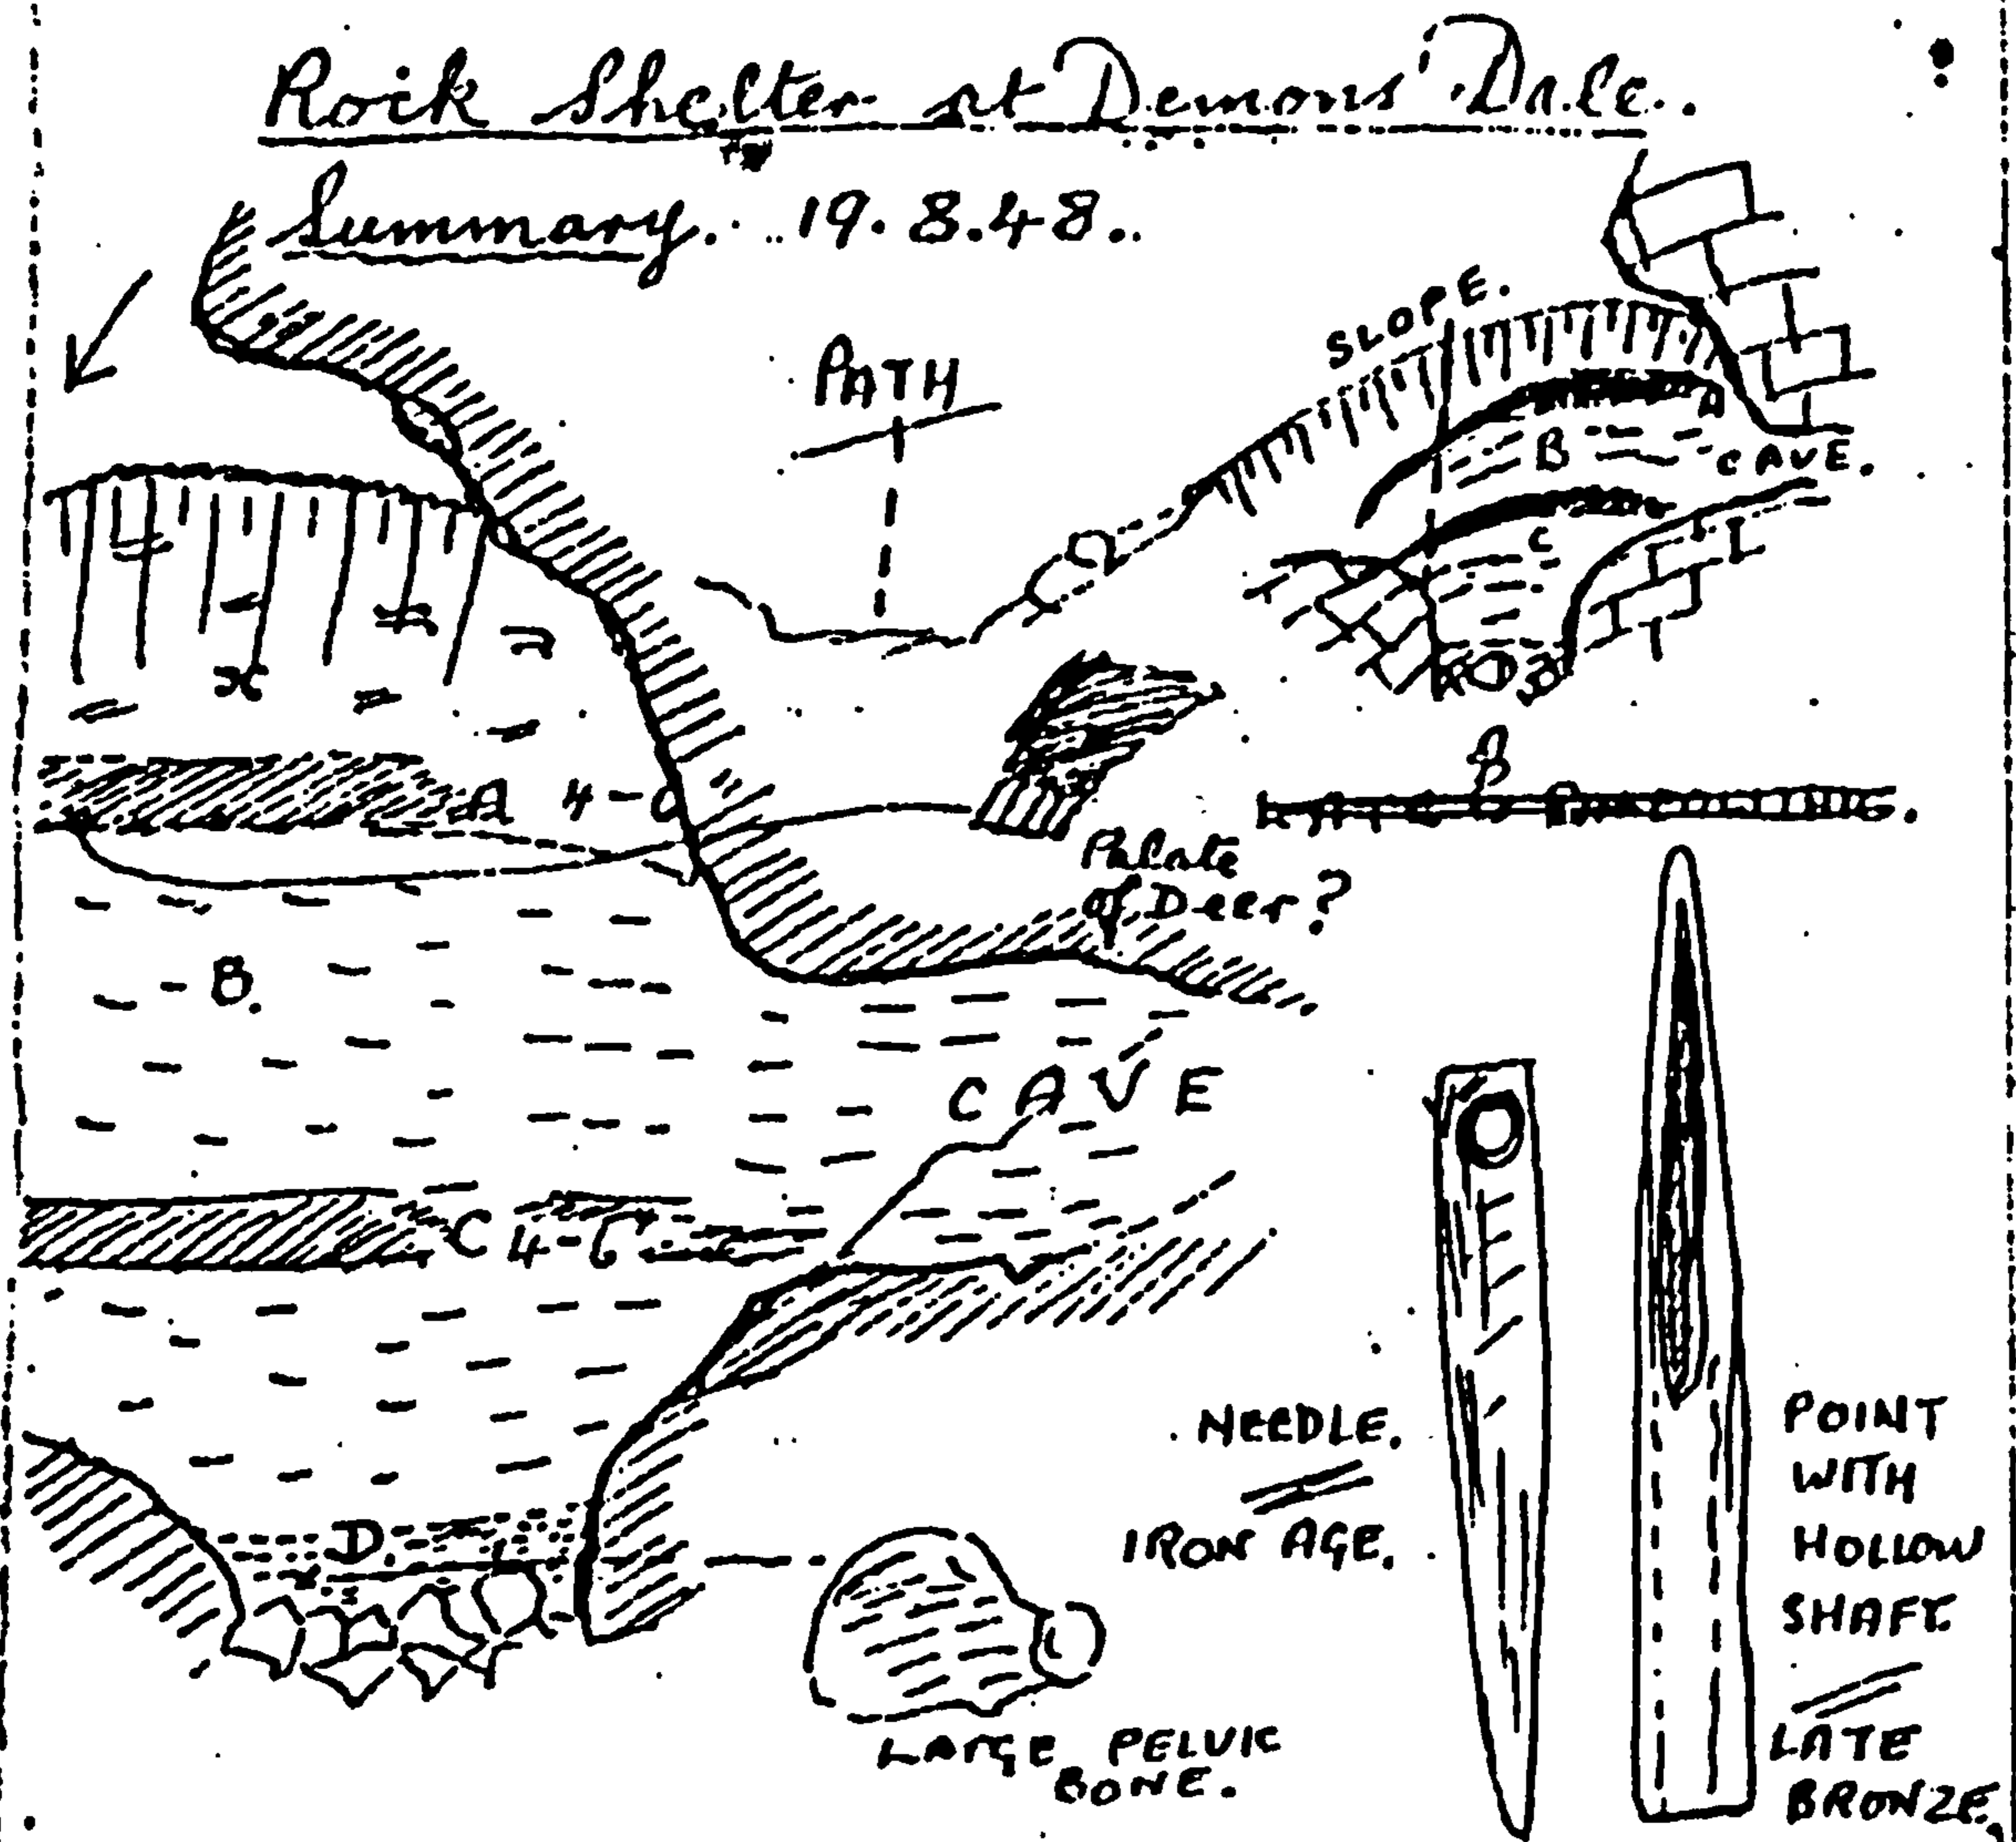 Rock Shelter at Demons' Dale.
Summary. 19.8.48.
SLOPE.
PATH
A
B
CAVE.
C
A 4-6
Palate
of Deer?
B.
CAVE
C 4-6
NEEDLE.
IRON AGE.
POINT
WITH
HOLLOW
SHAFT
LATE
BRONZE.
D.
LARGE PELVIC
BONE.